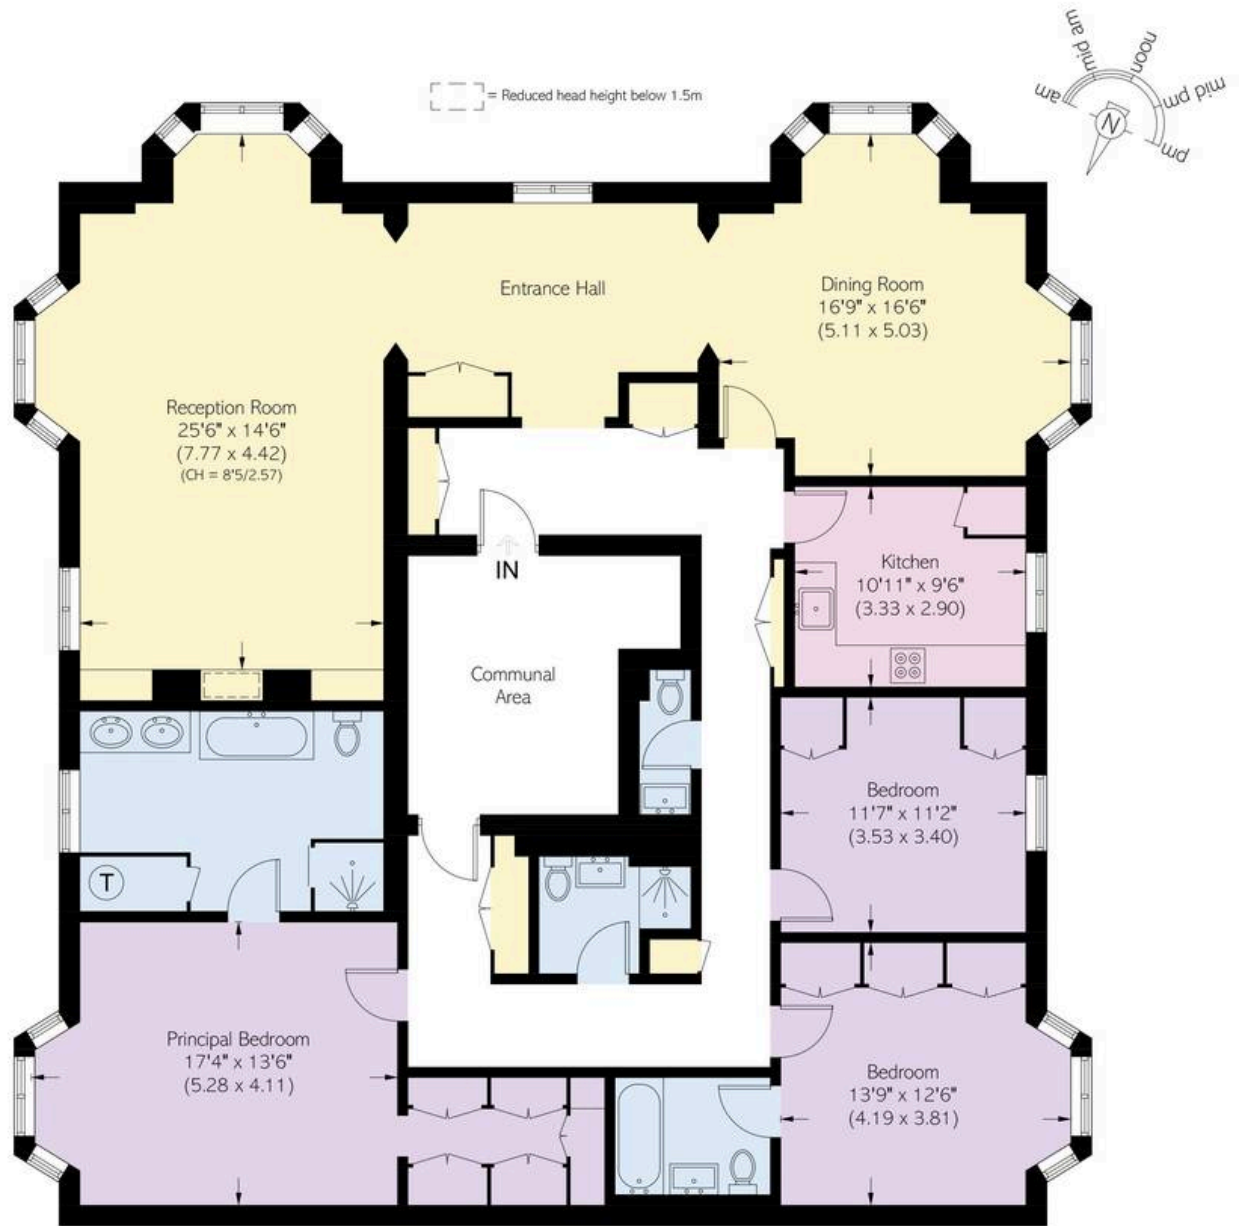 am
mid am
noon
mid pm
pm
N
= Reduced head height below 1.5m
Entrance Hall
Dining Room
16'9" x 16'6"
(5.11 x 5.03)
Reception Room
25'6" x 14'6"
(7.77 x 4.42)
(CH = 8'5/2.57)
IN
Kitchen
10'11" x 9'6"
(3.33 x 2.90)
Communal
Area
Bedroom
11'7" x 11'2"
(3.53 x 3.40)
T
Principal Bedroom
17'4" x 13'6"
(5.28 x 4.11)
Bedroom
13'9" x 12'6"
(4.19 x 3.81)